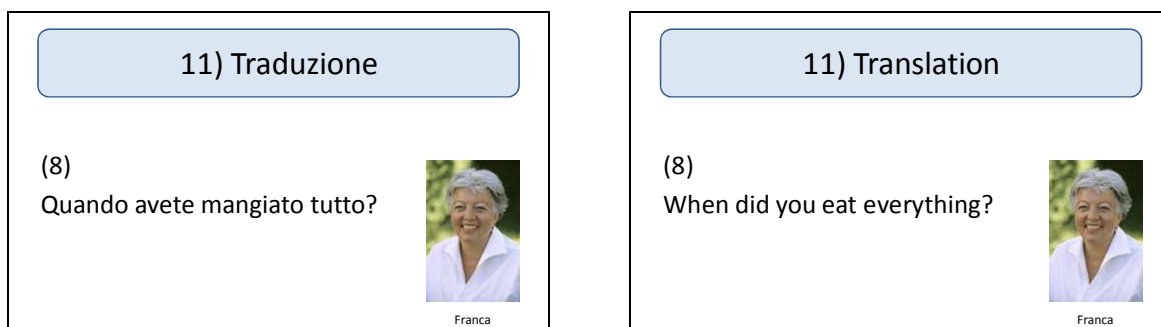 11) Traduzione
(8)
Quando avete mangiato tutto?
Franca
11) Translation
(8)
When did you eat everything?
Franca